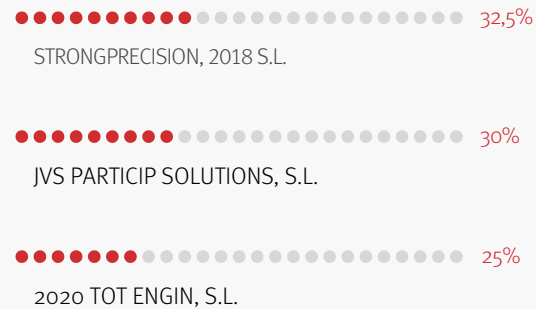 32,5%
STRONGPRECISION, 2018 S.L.
30%
JVS PARTICIP SOLUTIONS, S.L.
25%
2020 TOT ENGIN, S.L.